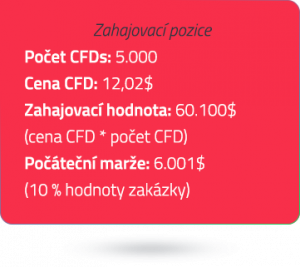 Zahajovací pozice
Počet CFDs: 5.000
Cena CFD: 12,02$
Zahajovací hodnota: 60.100$
(cena CFD * počet CFD)
Počáteční marže: 6.001$
(10 % hodnoty zakázky)